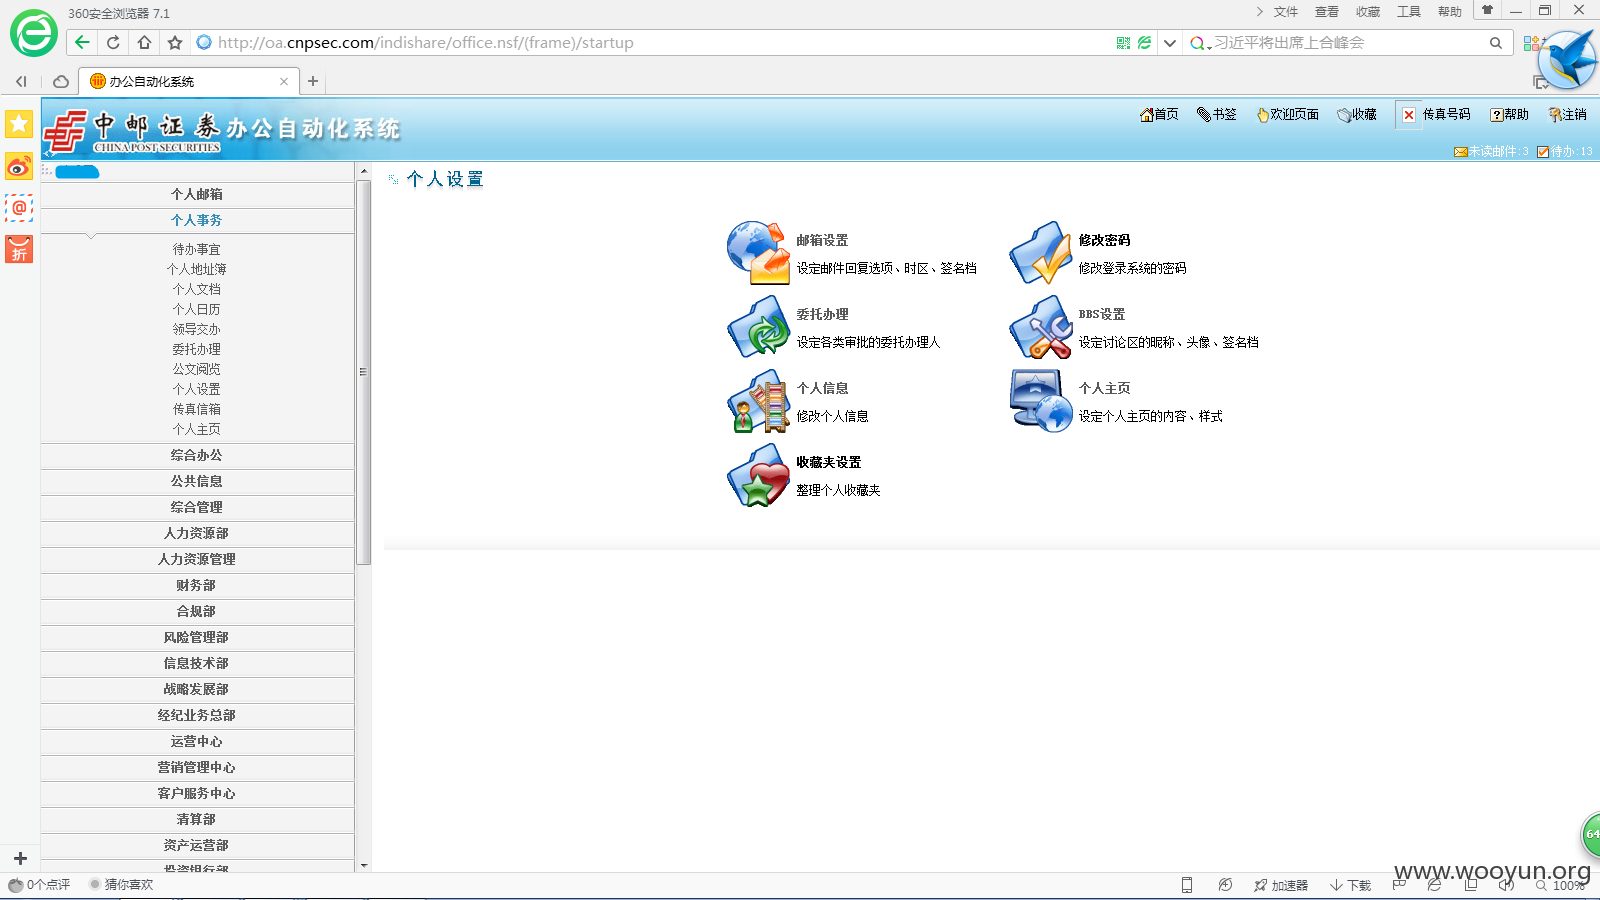 360安全浏览器 7.1
文件 查看 收藏 工具 帮助
http://oa.cnpsec.com/indishare/office.nsf/(frame)/startup
习近平将出席上合峰会
办公自动化系统
中邮证券办公自动化系统
CHINA POST SECURITIES
首页 书签 欢迎页面 收藏 传真号码 帮助 注销
未读邮件:3 待办:13
个人邮箱
个人事务
待办事宜
个人地址簿
个人文档
个人日历
领导交办
委托办理
公文阅览
个人设置
传真信箱
个人主页
综合办公
公共信息
综合管理
人力资源部
人力资源管理
财务部
合规部
风险管理部
信息技术部
战略发展部
经纪业务总部
运营中心
营销管理中心
客户服务中心
清算部
资产运营部
投资银行部
个人设置
邮箱设置
设定邮件回复选项、时区、签名档
修改密码
修改登录系统的密码
委托办理
设定各类审批的委托办理人
BBS设置
设定讨论区的昵称、头像、签名档
个人信息
修改个人信息
个人主页
设定个人主页的内容、样式
收藏夹设置
整理个人收藏夹
折
64
www.wooyun.org
0个点评 猜你喜欢
加速器 下载 100%